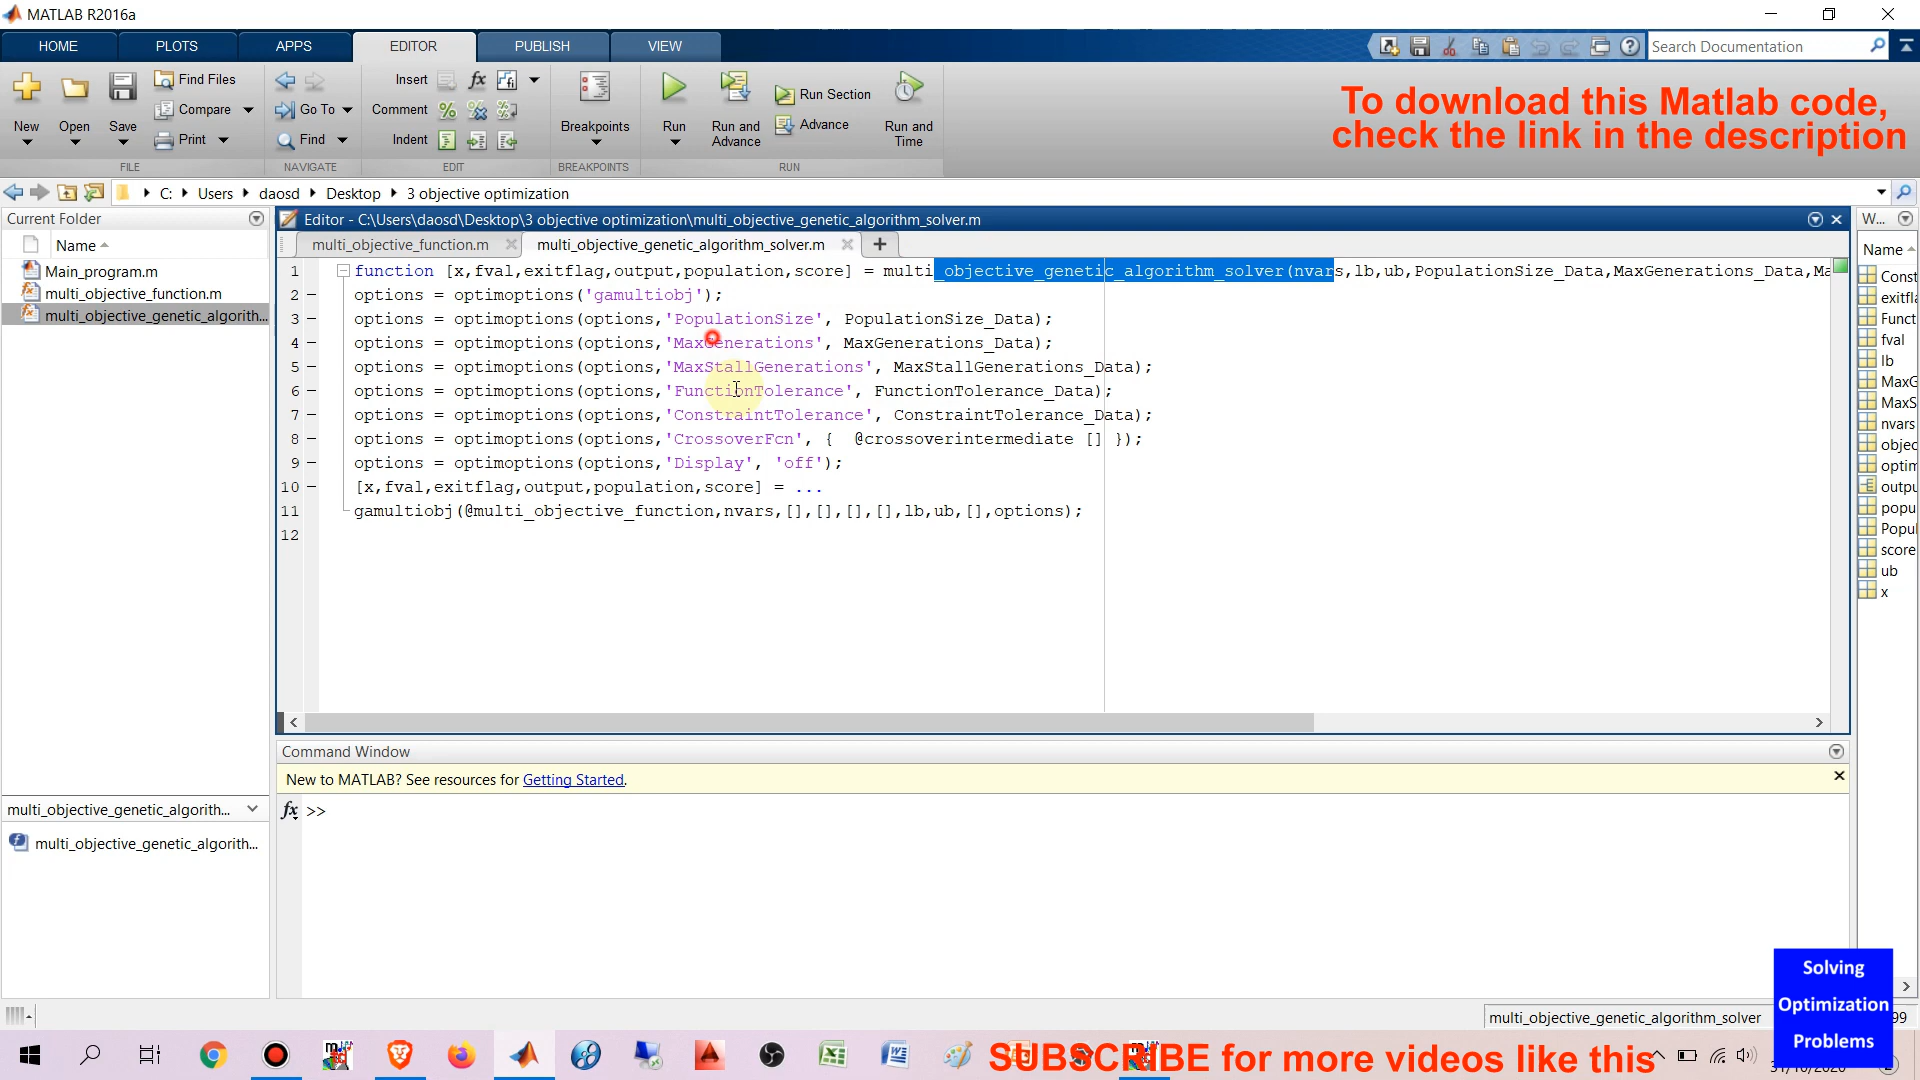 MATLAB R2016a
HOME
PLOTS
APPS
EDITOR
PUBLISH
VIEW
Search Documentation
New
Open
Save
Find Files
Compare
Print
Go To
Find
Insert
fx
Comment
Indent
Breakpoints
Run
Run and
Advance
Run Section
Advance
Run and
Time
FILE
NAVIGATE
EDIT
BREAKPOINTS
RUN
To download this Matlab code,
check the link in the description
C: Users daosd Desktop 3 objective optimization
Current Folder
Name
Main_program.m
multi_objective_function.m
multi_objective_genetic_algorith...
Editor - C:\Users\daosd\Desktop\3 objective optimization\multi_objective_genetic_algorithm_solver.m
multi_objective_function.m
multi_objective_genetic_algorithm_solver.m
1 function [x,fval,exitflag,output,population,score] = multi_objective_genetic_algorithm_solver(nvars,lb,ub,PopulationSize_Data,MaxGenerations_Data,Ma
2 options = optimoptions('gamultiobj');
3 options = optimoptions(options,'PopulationSize', PopulationSize_Data);
4 options = optimoptions(options,'MaxGenerations', MaxGenerations_Data);
5 options = optimoptions(options,'MaxStallGenerations', MaxStallGenerations_Data);
6 options = optimoptions(options,'FunctionTolerance', FunctionTolerance_Data);
7 options = optimoptions(options,'ConstraintTolerance', ConstraintTolerance_Data);
8 options = optimoptions(options,'CrossoverFcn', { @crossoverintermediate [] });
9 options = optimoptions(options,'Display', 'off');
10 [x,fval,exitflag,output,population,score] = ...
11 gamultiobj(@multi_objective_function,nvars,[],[],[],[],lb,ub,[],options);
12
W...
Name
Const
exitfla
Funct
fval
lb
MaxG
MaxS
nvars
objec
optim
outpu
popu
Popul
score
ub
x
Command Window
New to MATLAB? See resources for Getting Started.
fx >>
multi_objective_genetic_algorith...
multi_objective_genetic_algorith...
multi_objective_genetic_algorithm_solver
99
Solving
Optimization
Problems
SUBSCRIBE for more videos like this